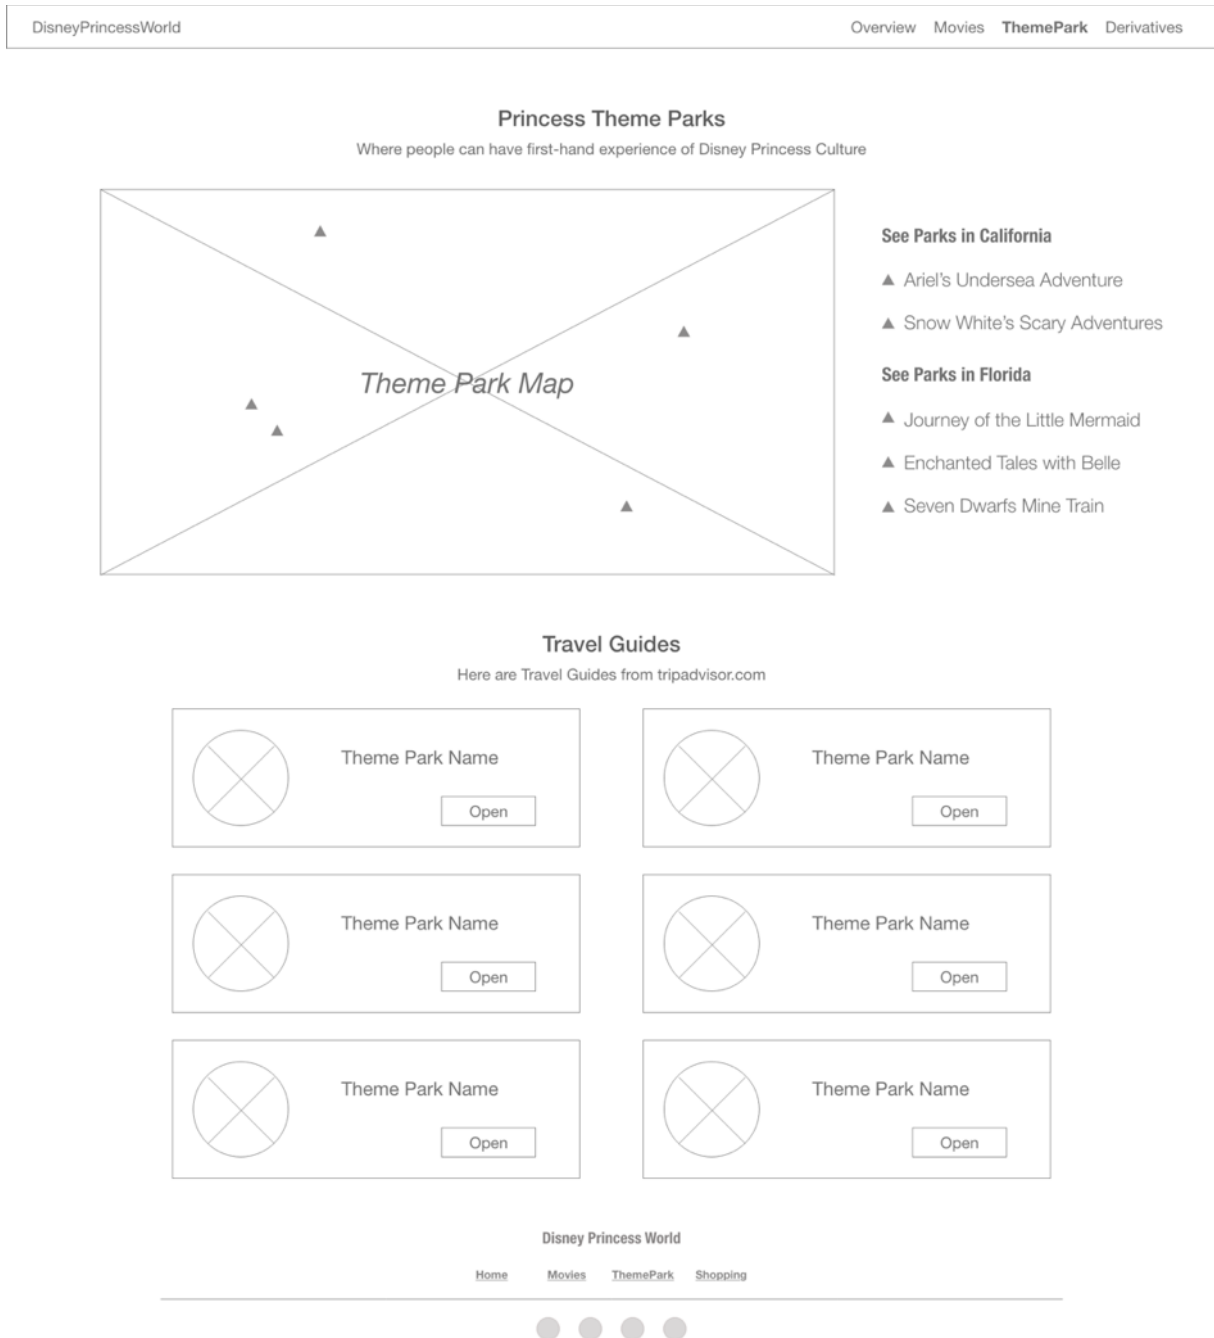 DisneyPrincessWorld
Overview Movies ThemePark Derivatives
Princess Theme Parks
Where people can have first-hand experience of Disney Princess Culture
Theme Park Map
See Parks in California
Ariel's Undersea Adventure
Snow White's Scary Adventures
See Parks in Florida
Journey of the Little Mermaid
Enchanted Tales with Belle
Seven Dwarfs Mine Train
Travel Guides
Here are Travel Guides from tripadvisor.com
Theme Park Name
Open
Theme Park Name
Open
Theme Park Name
Open
Theme Park Name
Open
Theme Park Name
Open
Theme Park Name
Open
Disney Princess World
Home Movies ThemePark Shopping